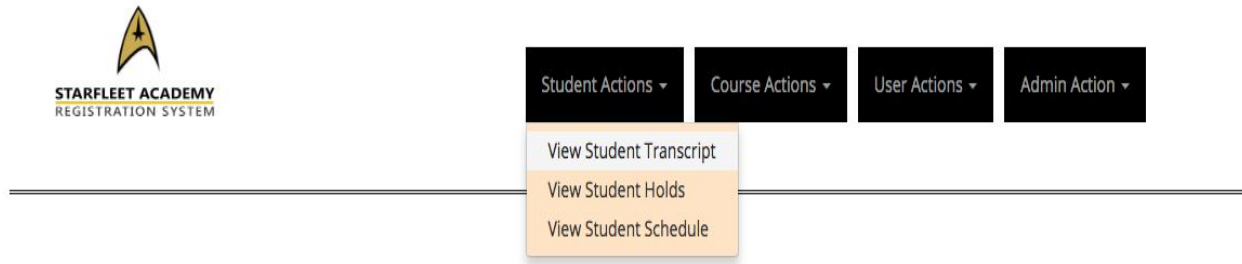 STARFLEET ACADEMY
REGISTRATION SYSTEM
Student Actions Course Actions User Actions Admin Action
View Student Transcript
View Student Holds
View Student Schedule